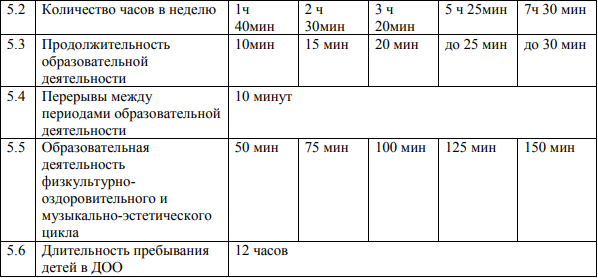 5.2 Количество часов в неделю 1ч 2 ч 3 ч 5 ч 25мин 7ч 30 мин
40мин 30мин 20мин
5.3 Продолжительность 10мин 15 мин 20 мин до 25 мин до 30 мин
образовательной
деятельности
5.4 Перерывы между 10 минут
периодами образовательной
деятельности
5.5 Образовательная 50 мин 75 мин 100 мин 125 мин 150 мин
деятельность
физкультурно-
оздоровительного и
музыкально-эстетического
цикла
5.6 Длительность пребывания 12 часов
детей в ДОО